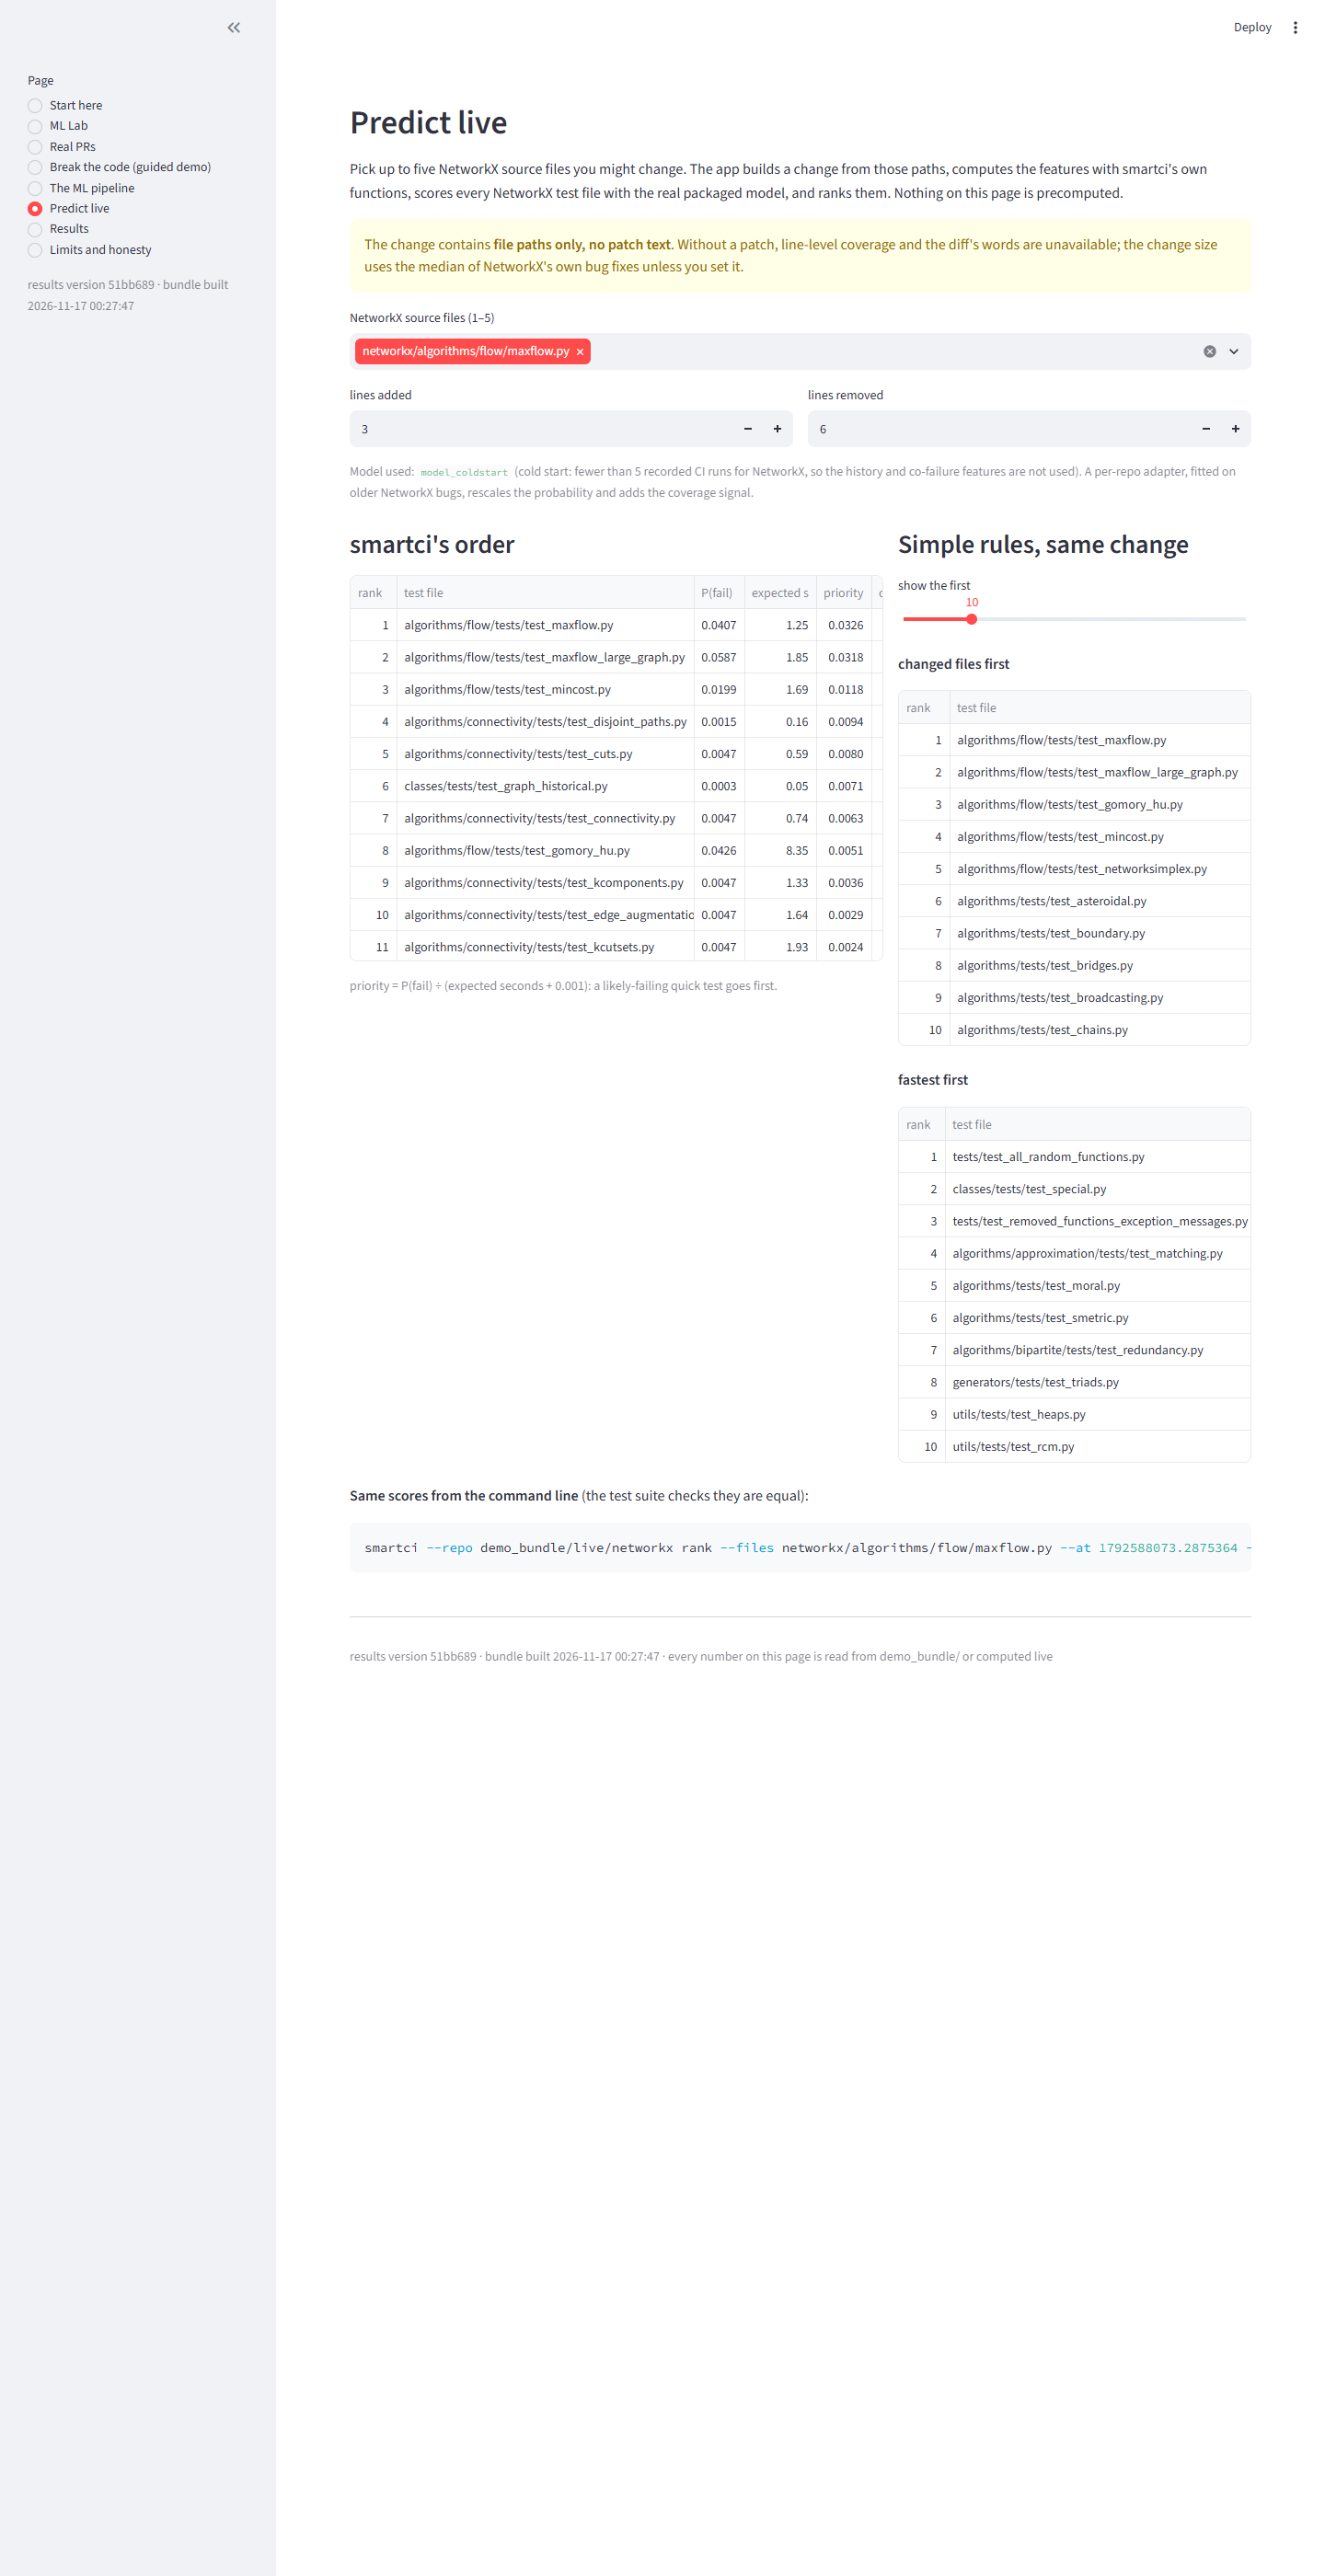 Deploy
Page
Start here
ML Lab
Real PRs
Break the code (guided demo)
The ML pipeline
Predict live
Results
Limits and honesty
results version 51bb689 · bundle built
2026-11-17 00:27:47
Predict live
Pick up to five NetworkX source files you might change. The app builds a change from those paths, computes the features with smartci's own
functions, scores every NetworkX test file with the real packaged model, and ranks them. Nothing on this page is precomputed.
The change contains file paths only, no patch text. Without a patch, line-level coverage and the diff's words are unavailable; the change size
uses the median of NetworkX's own bug fixes unless you set it.
NetworkX source files (1–5)
networkx/algorithms/flow/maxflow.py
lines added
lines removed
3
6
Model used: model_coldstart (cold start: fewer than 5 recorded CI runs for NetworkX, so the history and co-failure features are not used). A per-repo adapter, fitted on
older NetworkX bugs, rescales the probability and adds the coverage signal.
smartci's order
rank test file P(fail) expected s priority
1 algorithms/flow/tests/test_maxflow.py 0.0407 1.25 0.0326
2 algorithms/flow/tests/test_maxflow_large_graph.py 0.0587 1.85 0.0318
3 algorithms/flow/tests/test_mincost.py 0.0199 1.69 0.0118
4 algorithms/connectivity/tests/test_disjoint_paths.py 0.0015 0.16 0.0094
5 algorithms/connectivity/tests/test_cuts.py 0.0047 0.59 0.0080
6 classes/tests/test_graph_historical.py 0.0003 0.05 0.0071
7 algorithms/connectivity/tests/test_connectivity.py 0.0047 0.74 0.0063
8 algorithms/flow/tests/test_gomory_hu.py 0.0426 8.35 0.0051
9 algorithms/connectivity/tests/test_kcomponents.py 0.0047 1.33 0.0036
10 algorithms/connectivity/tests/test_edge_augmentatio 0.0047 1.64 0.0029
11 algorithms/connectivity/tests/test_kcutsets.py 0.0047 1.93 0.0024
priority = P(fail) ÷ (expected seconds + 0.001): a likely-failing quick test goes first.
Simple rules, same change
show the first
10
changed files first
rank test file
1 algorithms/flow/tests/test_maxflow.py
2 algorithms/flow/tests/test_maxflow_large_graph.py
3 algorithms/flow/tests/test_gomory_hu.py
4 algorithms/flow/tests/test_mincost.py
5 algorithms/flow/tests/test_networksimplex.py
6 algorithms/tests/test_asteroidal.py
7 algorithms/tests/test_boundary.py
8 algorithms/tests/test_bridges.py
9 algorithms/tests/test_broadcasting.py
10 algorithms/tests/test_chains.py
fastest first
rank test file
1 tests/test_all_random_functions.py
2 classes/tests/test_special.py
3 tests/test_removed_functions_exception_messages.py
4 algorithms/approximation/tests/test_matching.py
5 algorithms/tests/test_moral.py
6 algorithms/tests/test_smetric.py
7 algorithms/bipartite/tests/test_redundancy.py
8 generators/tests/test_triads.py
9 utils/tests/test_heaps.py
10 utils/tests/test_rcm.py
Same scores from the command line (the test suite checks they are equal):
smartci --repo demo_bundle/live/networkx rank --files networkx/algorithms/flow/maxflow.py --at 1792588073.2875364 -
results version 51bb689 · bundle built 2026-11-17 00:27:47 · every number on this page is read from demo_bundle/ or computed live